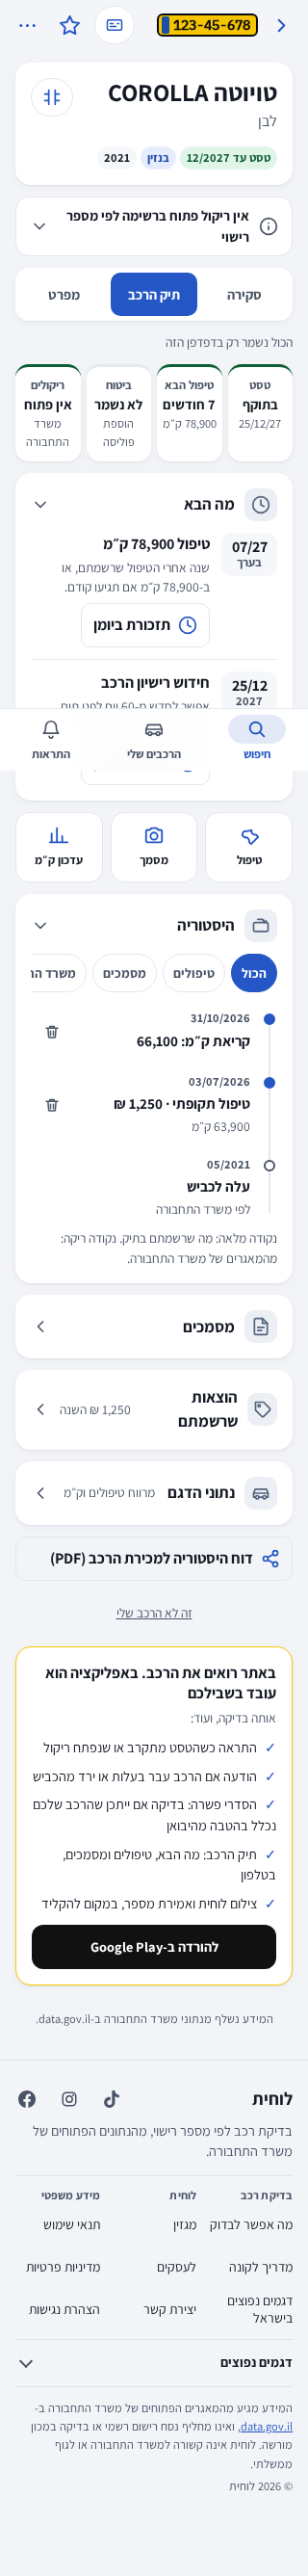 123-45-678
טויוטה COROLLA
לבן
טסט עד 12/2027
בנזין
2021
אין ריקול פתוח ברשימה לפי מספר
רישוי
סקירה
תיק הרכב
מפרט
הכול נשמר רק בדפדפן הזה
טסט
בתוקף
25/12/27
טיפול הבא
7 חודשים
78,900 ק״מ
ביטוח
לא נשמר
הוספת
פוליסה
ריקולים
אין פתוח
משרד
התחבורה
מה הבא
07/27
בערך
טיפול 78,900 ק״מ
שנה אחרי הטיפול שרשמתם, או
ב-78,900 ק״מ אם תגיעו קודם.
תזכורת ביומן
25/12
2027
חידוש רישיון הרכב
אפשר לחדש מ-60 יום לפני תום
חיפוש
הרכבים שלי
התראות
טיפול
מסמך
עדכון ק״מ
היסטוריה
הכול
טיפולים
מסמכים
משרד
31/10/2026
קריאת ק״מ: 66,100
03/07/2026
טיפול תקופתי · 1,250 ₪
63,900 ק״מ
05/2021
עלה לכביש
לפי משרד התחבורה
נקודה מלאה: מה שרשמתם בתיק. נקודה ריקה:
מהמאגרים של משרד התחבורה.
מסמכים
הוצאות
שרשמתם
1,250 ₪ השנה
נתוני הדגם
מרווח טיפולים וק״מ
דוח היסטוריה למכירת הרכב (PDF)
זה לא הרכב שלי
באתר רואים את הרכב. באפליקציה הוא
עובד בשבילכם
אותה בדיקה, ועוד:
✓ התראה כשהטסט מתקרב או שנפתח ריקול
✓ הודעה אם הרכב עבר בעלות או ירד מהכביש
✓ הסדרי פשרה: בדיקה אם ייתכן שהרכב שלכם
נכלל בהטבה מהיבואן
✓ תיק הרכב: מה הבא, טיפולים ומסמכים,
בטלפון
✓ צילום לוחית ואמירת מספר, במקום להקליד
להורדה ב-Google Play
המידע נשלף מנתוני משרד התחבורה ב-data.gov.il.
לוחית
בדיקת רכב לפי מספר רישוי, מהנתונים הפתוחים של
משרד התחבורה.
בדיקת רכב
לוחית
מידע משפטי
מה אפשר לבדוק
מגזין
תנאי שימוש
מדריך לקונה
לעסקים
מדיניות פרטיות
דגמים נפוצים
בישראל
יצירת קשר
הצהרת נגישות
דגמים נפוצים
המידע מגיע מהמאגרים הפתוחים של משרד התחבורה ב-
data.gov.il, ואינו מחליף נסח רישום רשמי או בדיקה במכון
מורשה. לוחית אינה קשורה למשרד התחבורה או לגוף
ממשלתי.
© 2026 לוחית